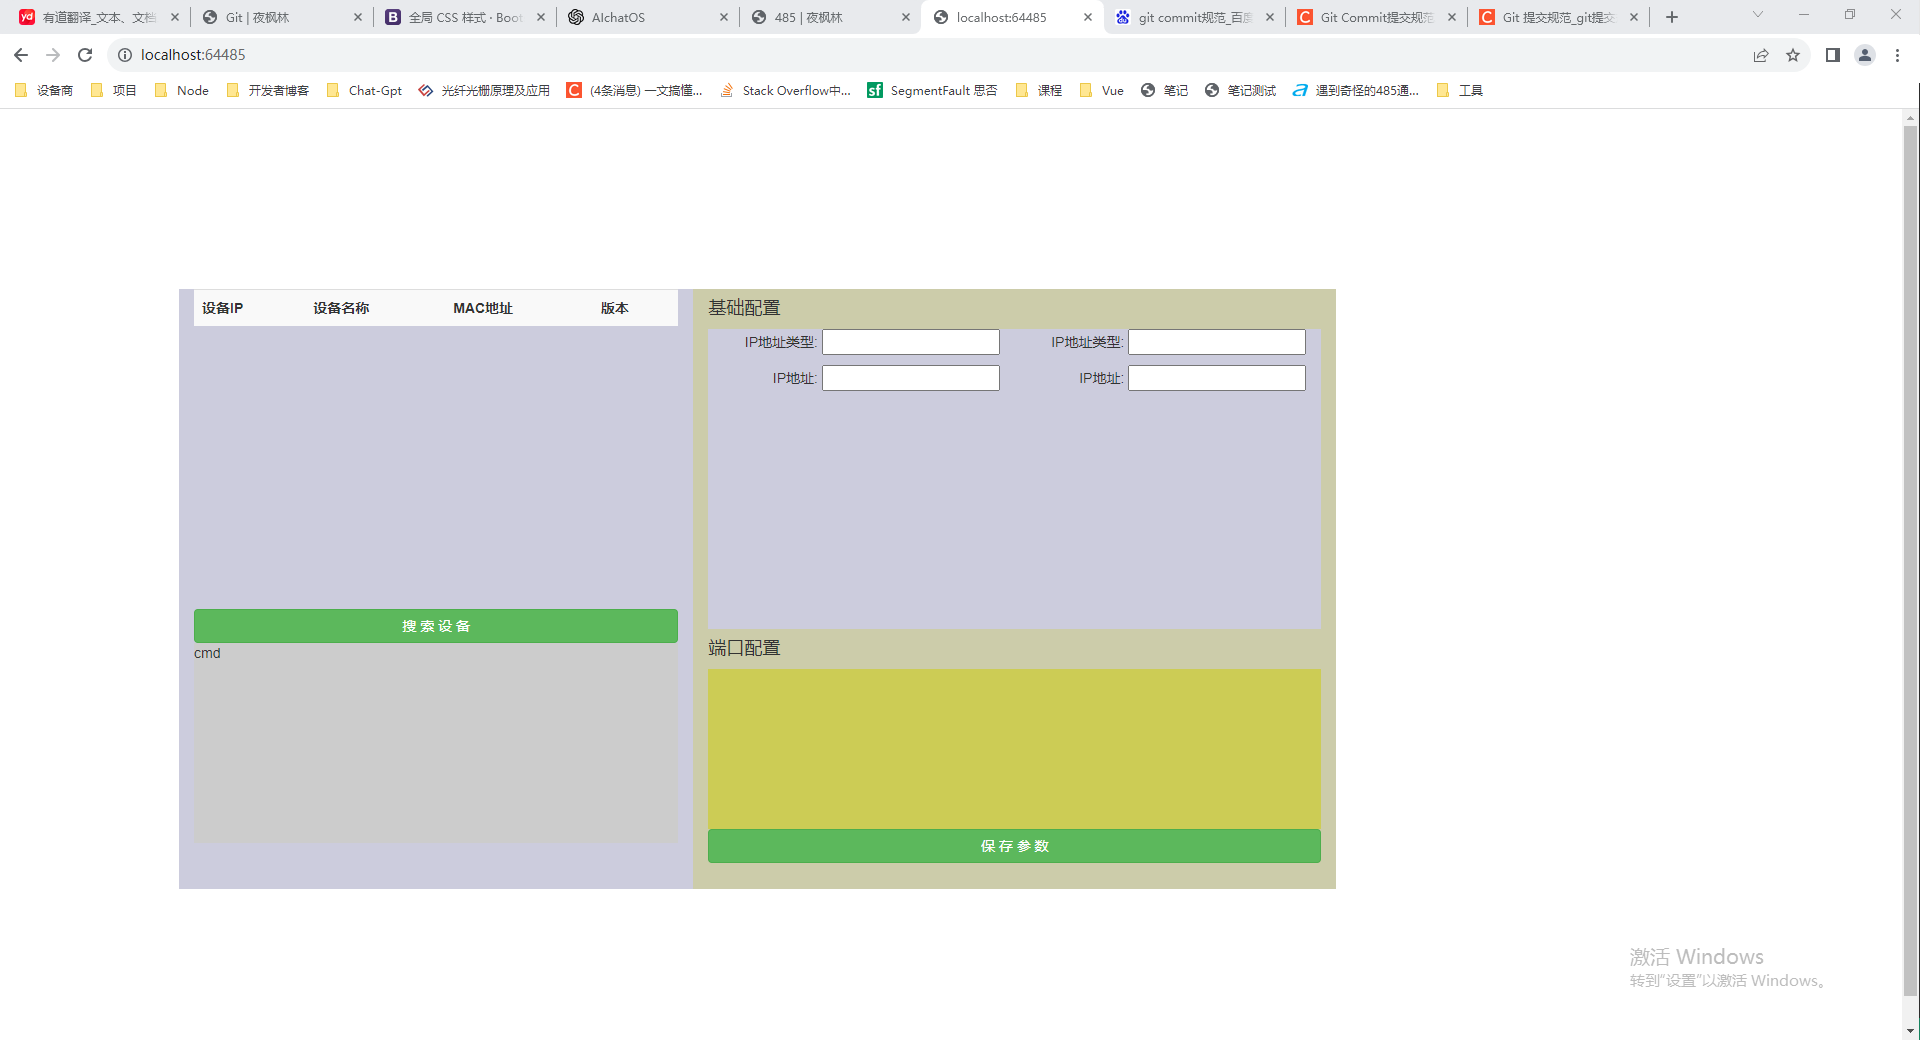 有道翻译_文本、文档
Git | 夜枫林
全局 CSS 样式 · Boot
AIchatOS
485 | 夜枫林
localhost:64485
git commit规范_百度
Git Commit提交规范
Git 提交规范_git提交
localhost:64485
设备商
项目
Node
开发者博客
Chat-Gpt
光纤光栅原理及应用
(4条消息) 一文搞懂...
Stack Overflow中...
SegmentFault 思否
课程
Vue
笔记
笔记测试
遇到奇怪的485通...
工具
设备IP 设备名称 MAC地址 版本
搜索设备
cmd
基础配置
IP地址类型: IP地址类型:
IP地址: IP地址:
端口配置
保存参数
激活 Windows
转到“设置”以激活 Windows。